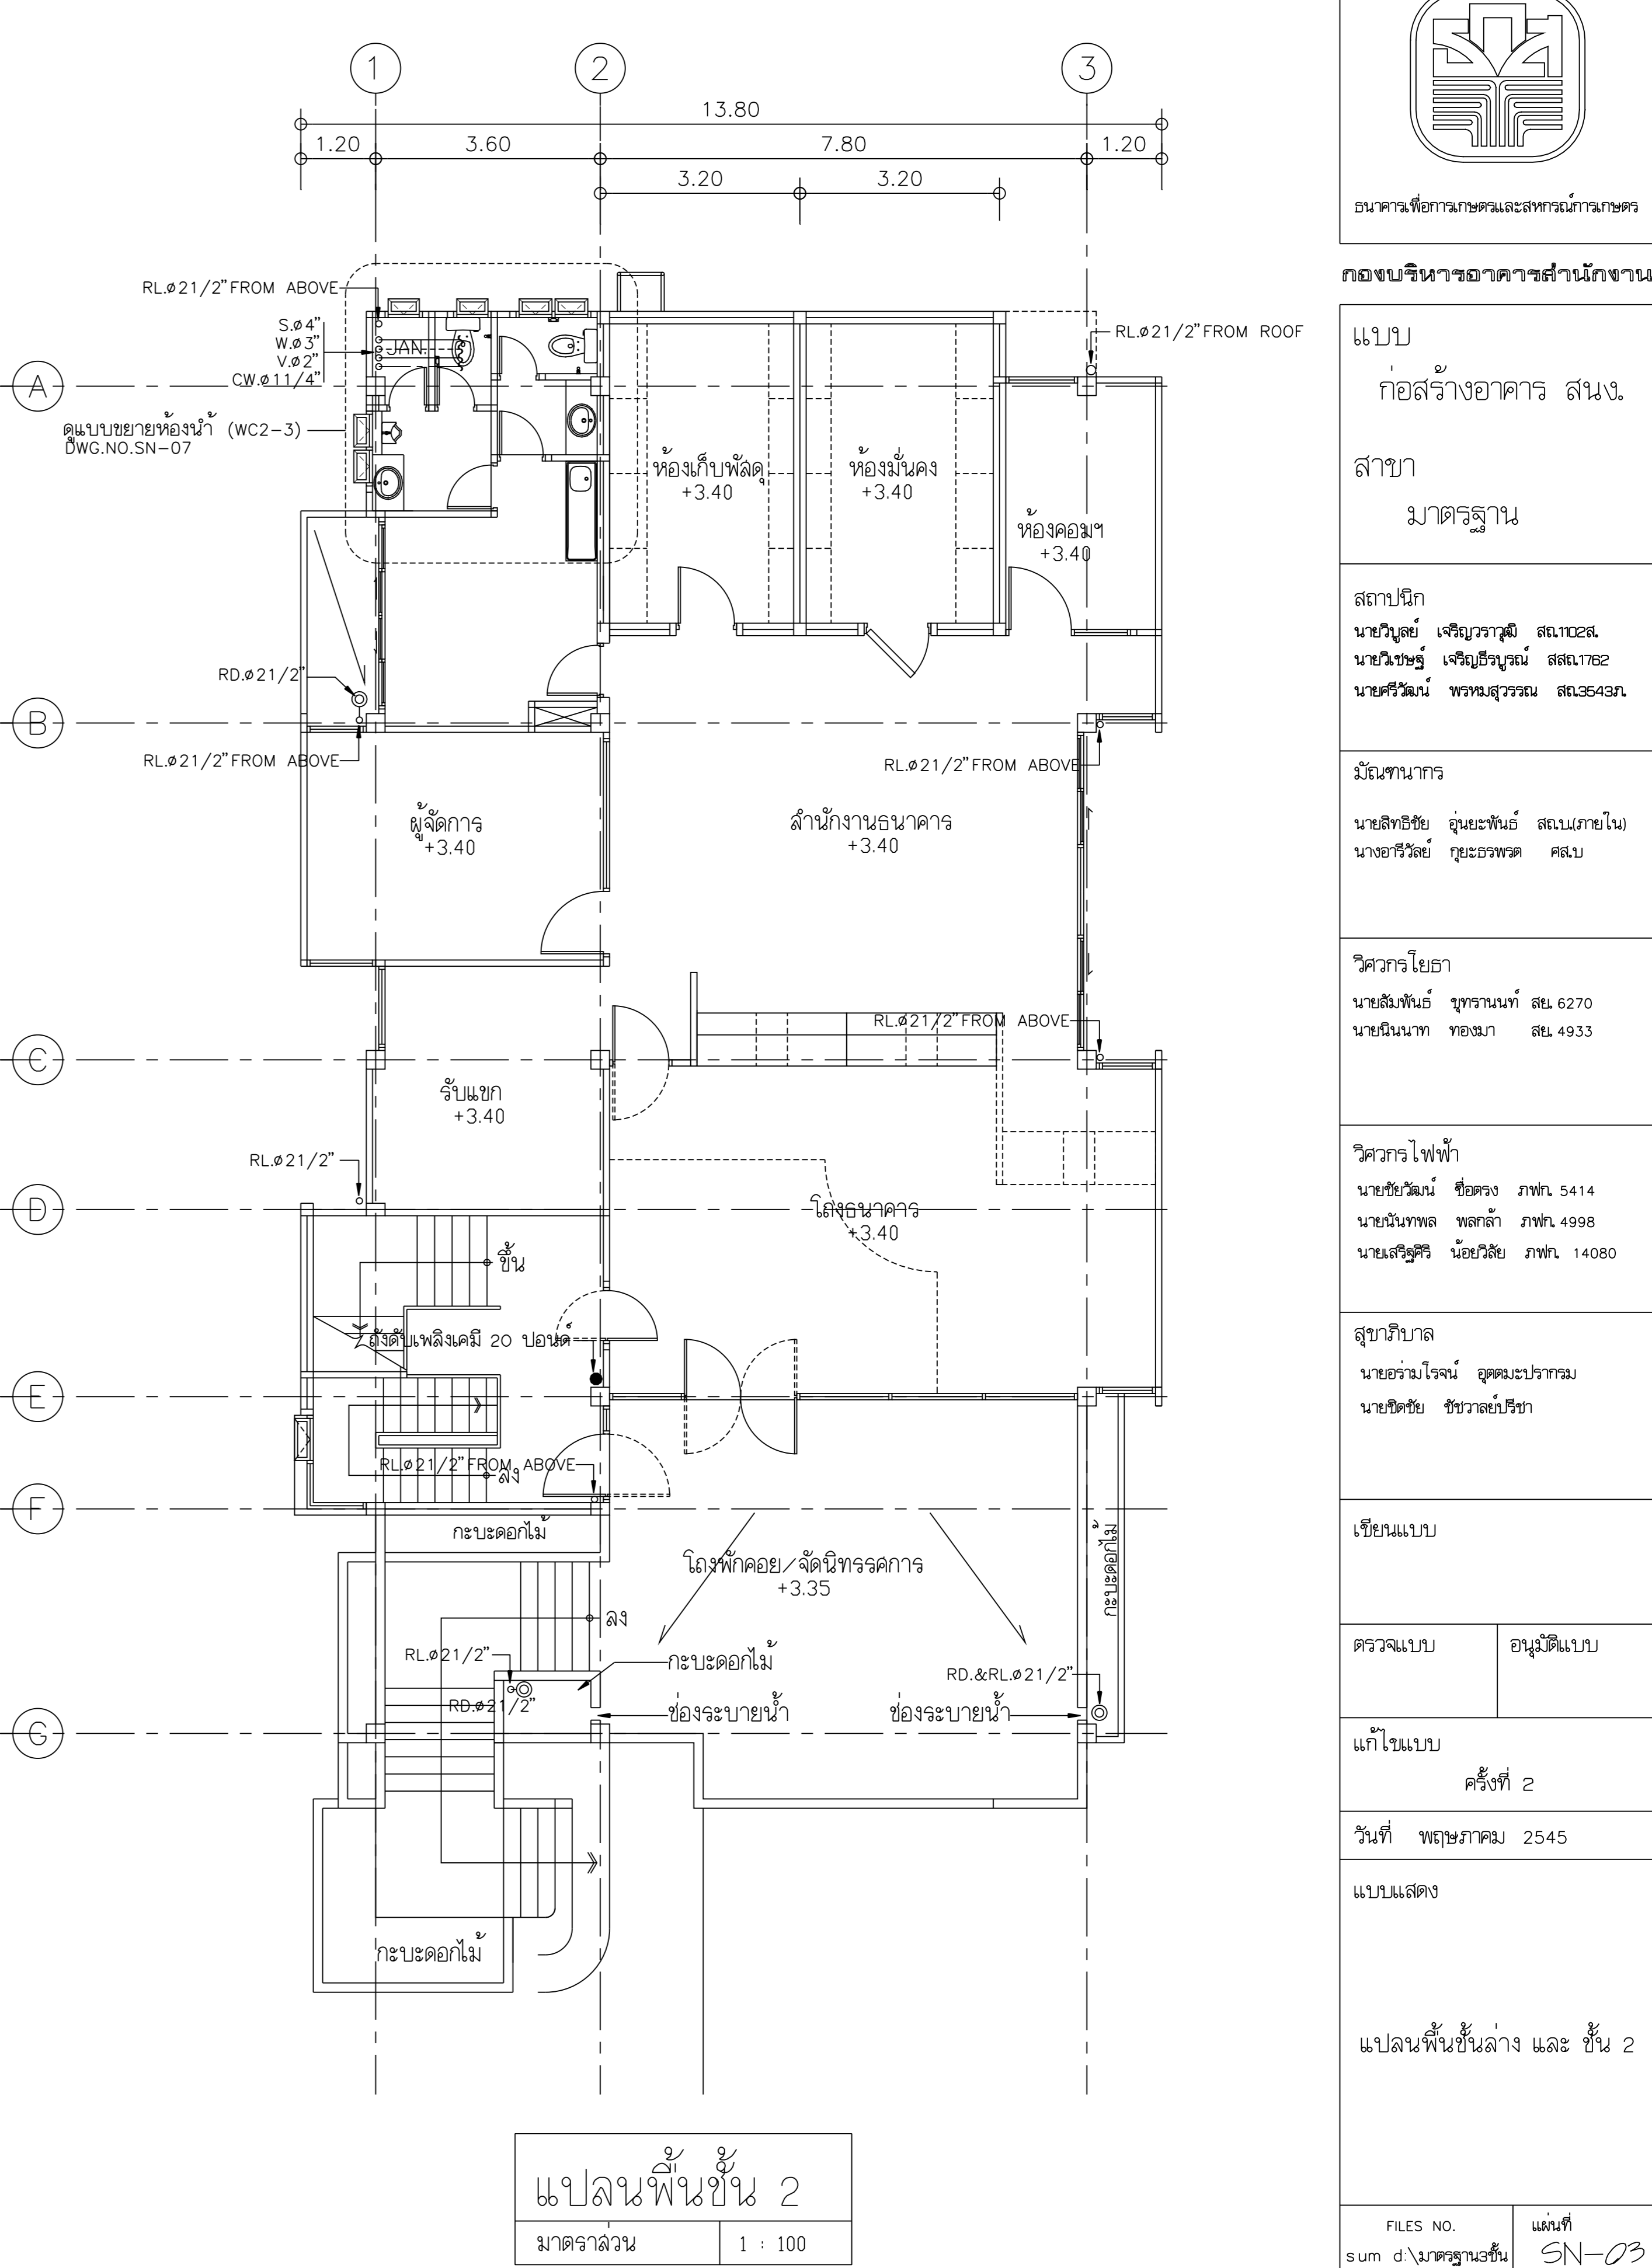 1
2
3
13.80
1.20
3.60
7.80
1.20
3.20
3.20
RL.ø21/2"FROM ABOVE
S.ø4"
W.ø3"
V.ø2"
CW.ø11/4"
JAN.
RL.ø21/2"FROM ROOF
A
ดูแบบขยายห้องน้ำ (WC2-3)
DWG.NO.SN-07
ห้องเก็บพัสดุ
+3.40
ห้องมั่นคง
+3.40
ห้องคอมฯ
+3.40
RD.ø21/2"
B
RL.ø21/2"FROM ABOVE
RL.ø21/2"FROM ABOVE
ผู้จัดการ
+3.40
สำนักงานธนาคาร
+3.40
RL.ø21/2"FROM ABOVE
C
รับแขก
+3.40
RL.ø21/2"
D
โถงธนาคาร
+3.40
ขึ้น
ถังดับเพลิงเคมี 20 ปอนด์
E
RL.ø21/2"FROM ABOVE
ลง
F
กะบะดอกไม้
โถงพักคอย/จัดนิทรรศการ
+3.35
กะบะดอกไม้
ลง
RL.ø21/2"
กะบะดอกไม้
RD.&RL.ø21/2"
RD.ø21/2"
ช่องระบายน้ำ
ช่องระบายน้ำ
G
กะบะดอกไม้
แปลนพื้นชั้น 2
มาตราส่วน 1 : 100
ธนาคารเพื่อการเกษตรและสหกรณ์การเกษตร
กองบริหารอาคารสำนักงาน
แบบ
ก่อสร้างอาคาร สนง.
สาขา
มาตรฐาน
สถาปนิก
นายวิบูลย์ เจริญวราวุฒิ สถ.1102ส.
นายวิเชษฐ์ เจริญธีรบูรณ์ สสถ.1762
นายศรีวัฒน์ พรหมสุวรรณ สถ.3543ภ.
มัณฑนากร
นายสิทธิชัย อุ่นยะพันธ์ สถ.บ.(ภายใน)
นางอารีวัลย์ กุยะธรพรต ศส.บ
วิศวกรโยธา
นายสัมพันธ์ ขุทรานนท์ สย. 6270
นายนินนาท ทองมา สย. 4933
วิศวกรไฟฟ้า
นายชัยวัฒน์ ชื่อตรง ภฟก. 5414
นายนันทพล พลกล้า ภฟก. 4998
นายเสริฐศิริ น้อยวิลัย ภฟก. 14080
สุขาภิบาล
นายอร่ามโรจน์ อุตตมะปรากรม
นายชิดชัย ชัชวาลย์ปรีชา
เขียนแบบ
ตรวจแบบ อนุมัติแบบ
แก้ไขแบบ
ครั้งที่ 2
วันที่ พฤษภาคม 2545
แบบแสดง
แปลนพื้นชั้นล่าง และ ชั้น 2
FILES NO. แผ่นที่
sum d:\มาตรฐาน3ชั้น SN-03